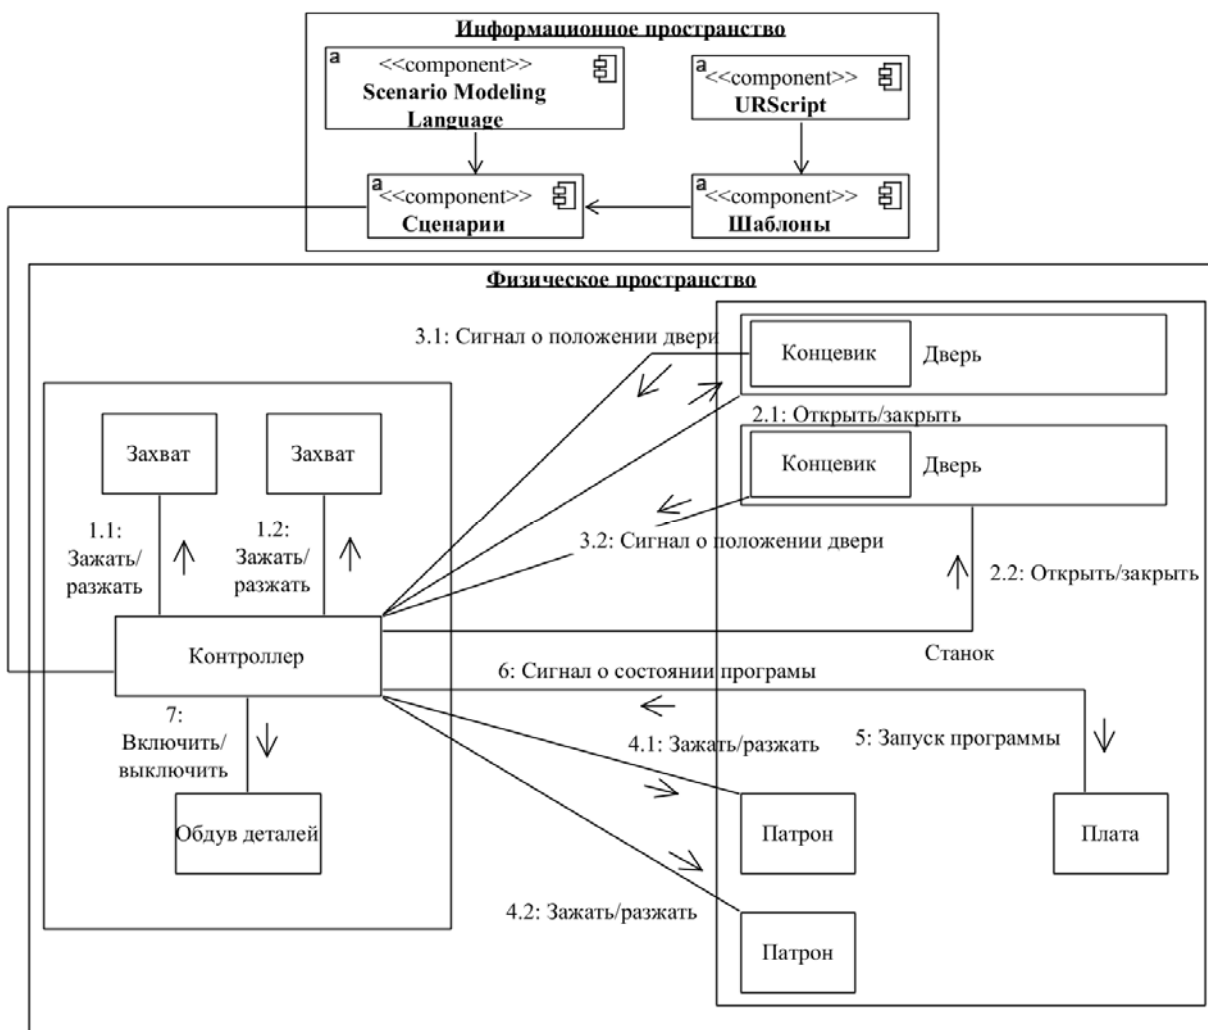 Информационное пространство
a
<<component>>
Scenario Modeling
Language
a
<<component>>
URScript
a
<<component>>
Сценарии
a
<<component>>
Шаблоны
Физическое пространство
3.1: Сигнал о положении двери
Концевик
Дверь
2.1: Открыть/закрыть
Концевик
Дверь
3.2: Сигнал о положении двери
2.2: Открыть/закрыть
Захват
Захват
1.1:
Зажать/
разжать
1.2:
Зажать/
разжать
Контроллер
Станок
6: Сигнал о состоянии програмы
7:
Включить/
выключить
4.1: Зажать/разжать
5: Запуск программы
Обдув деталей
Патрон
Плата
4.2: Зажать/разжать
Патрон